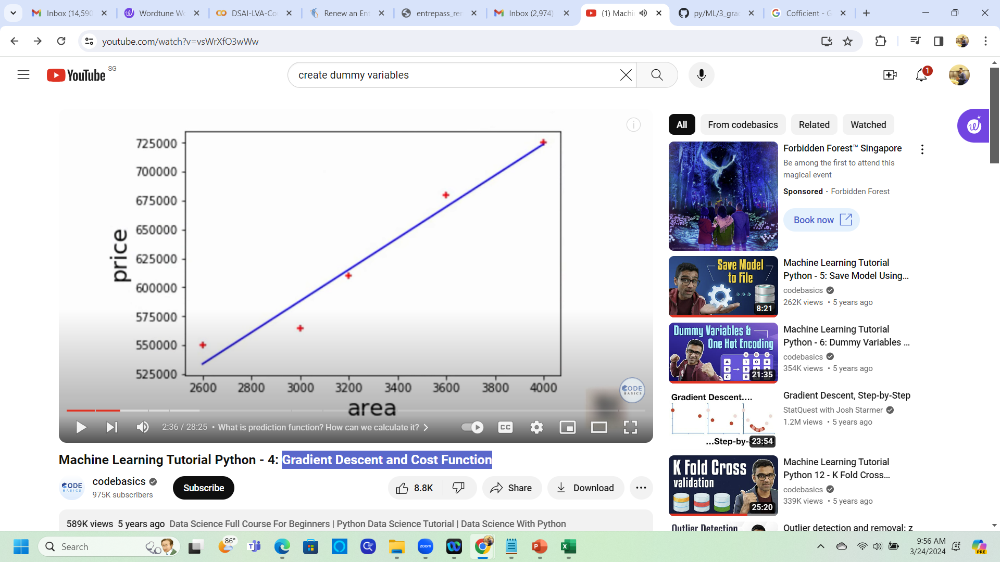 Inbox (14,590
Wordtune Wo
DSAI-LVA-Co
Renew an Ent
entrepass_ren
Inbox (2,974)
(1) Machi
py/ML/3_grad
Cofficient - G
youtube.com/watch?v=vsWrXfO3wWw
YouTube SG
create dummy variables
1
All
From codebasics
Related
Watched
725000
700000
675000
650000
625000
600000
575000
550000
525000
price
2600 2800 3000 3200 3400 3600 3800 4000
area
CODE
BASICS
2:36 / 28:25 • What is prediction function? How can we calculate it?
CC
Machine Learning Tutorial Python - 4: Gradient Descent and Cost Function
CODE
BASICS
codebasics
975K subscribers
Subscribe
8.8K
Share
Download
589K views 5 years ago Data Science Full Course For Beginners | Python Data Science Tutorial | Data Science With Python
Forbidden Forest™ Singapore
Be among the first to attend this
magical event
Sponsored · Forbidden Forest
Book now
Save Model
to File
8:21
Machine Learning Tutorial
Python - 5: Save Model Using...
codebasics
262K views • 5 years ago
Dummy Variables &
One Hot Encoding
A B C
A 1 0 0
B 0 1 0
C 0
21:35
Machine Learning Tutorial
Python - 6: Dummy Variables ...
codebasics
354K views • 5 years ago
Gradient Descent....
...Step-by-
23:54
Gradient Descent, Step-by-Step
StatQuest with Josh Starmer
1.2M views • 5 years ago
K Fold Cross
validation
25:20
Machine Learning Tutorial
Python 12 - K Fold Cross...
codebasics
339K views • 5 years ago
Outlier Detection
Outlier detection and removal: z
Search
86°
zoom
9:56 AM
3/24/2024
PRE